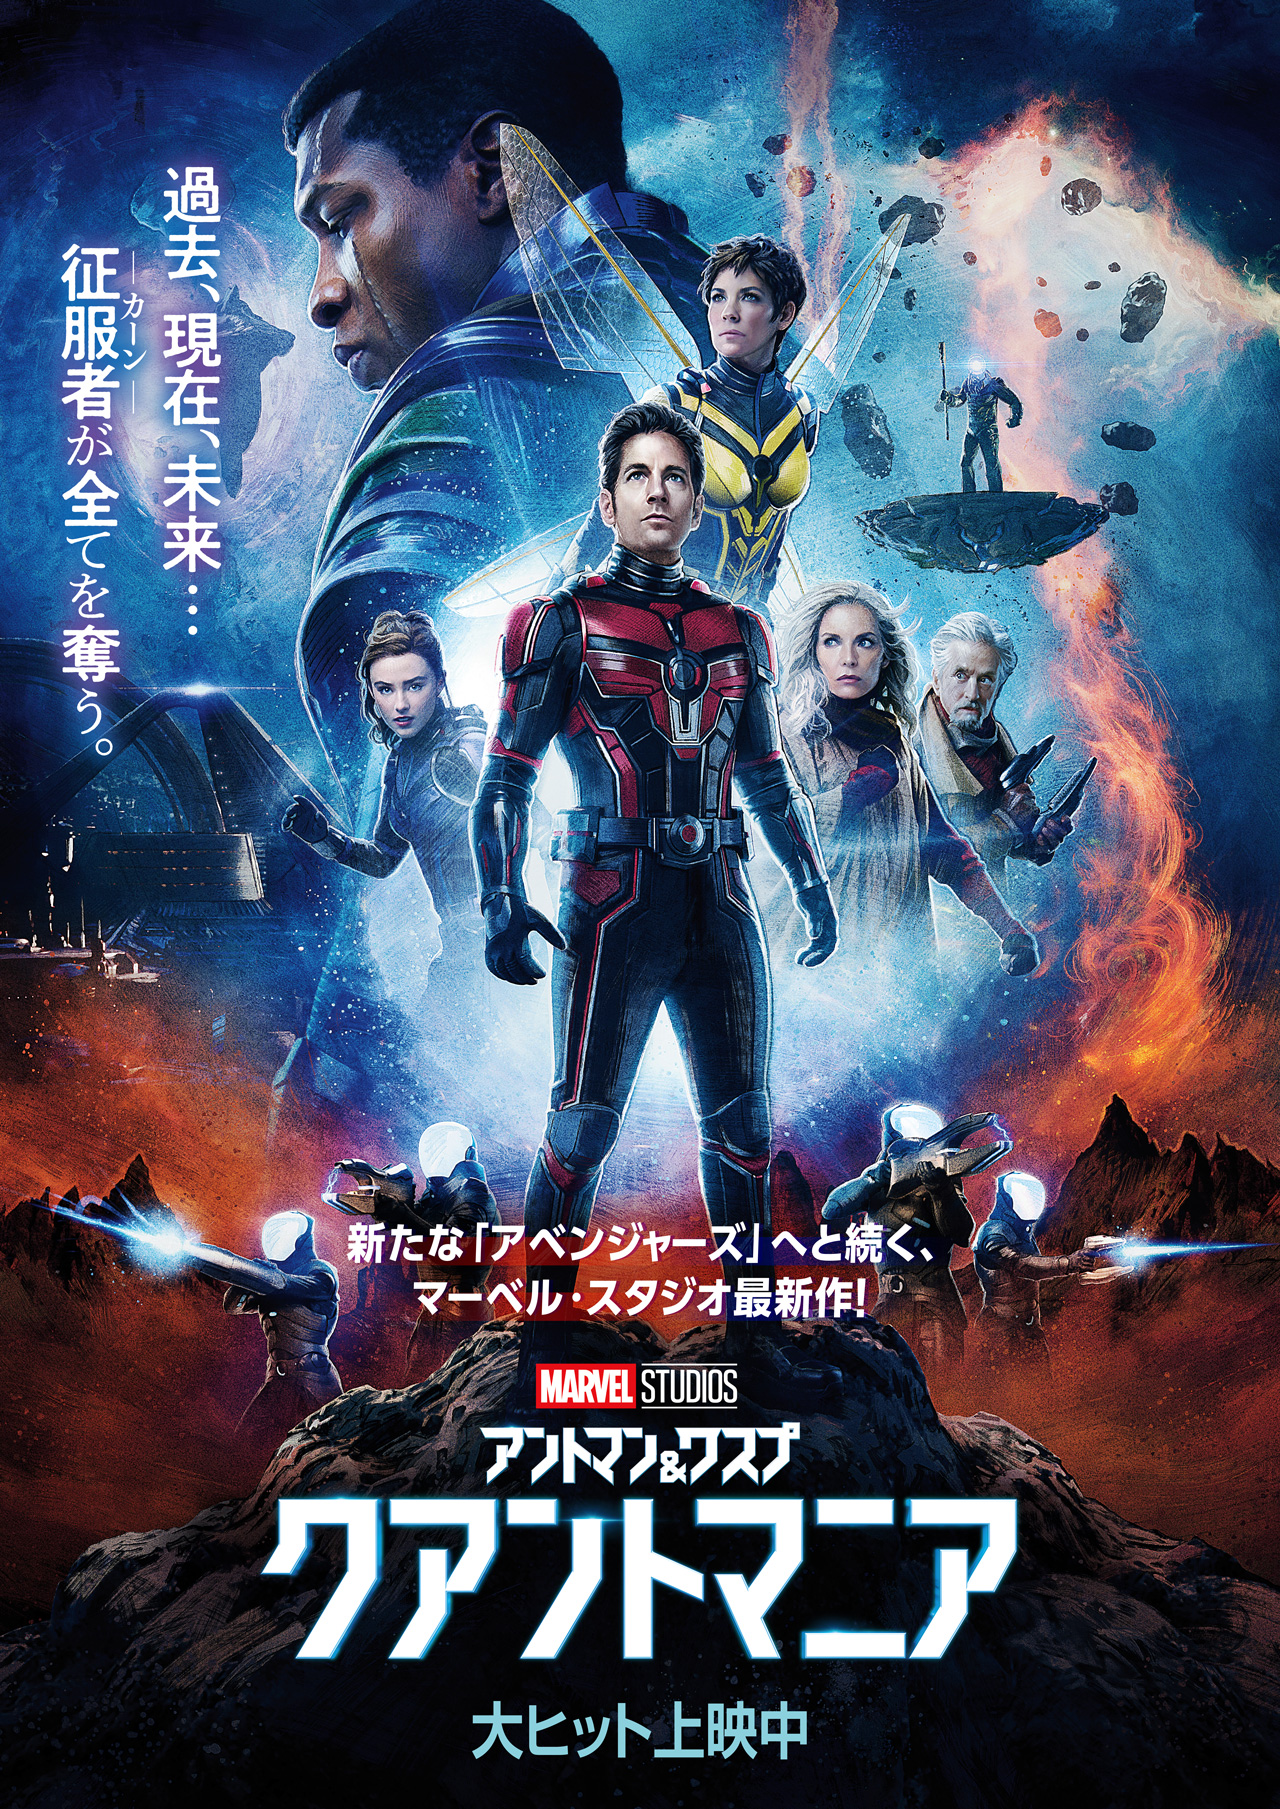 過去、現在、未来…
征服者が全てを奪う。
―カーン―
新たな「アベンジャーズ」へと続く、
マーベル・スタジオ最新作!
MARVEL STUDIOS
アントマン&ワスプ
クアントマニア
大ヒット上映中